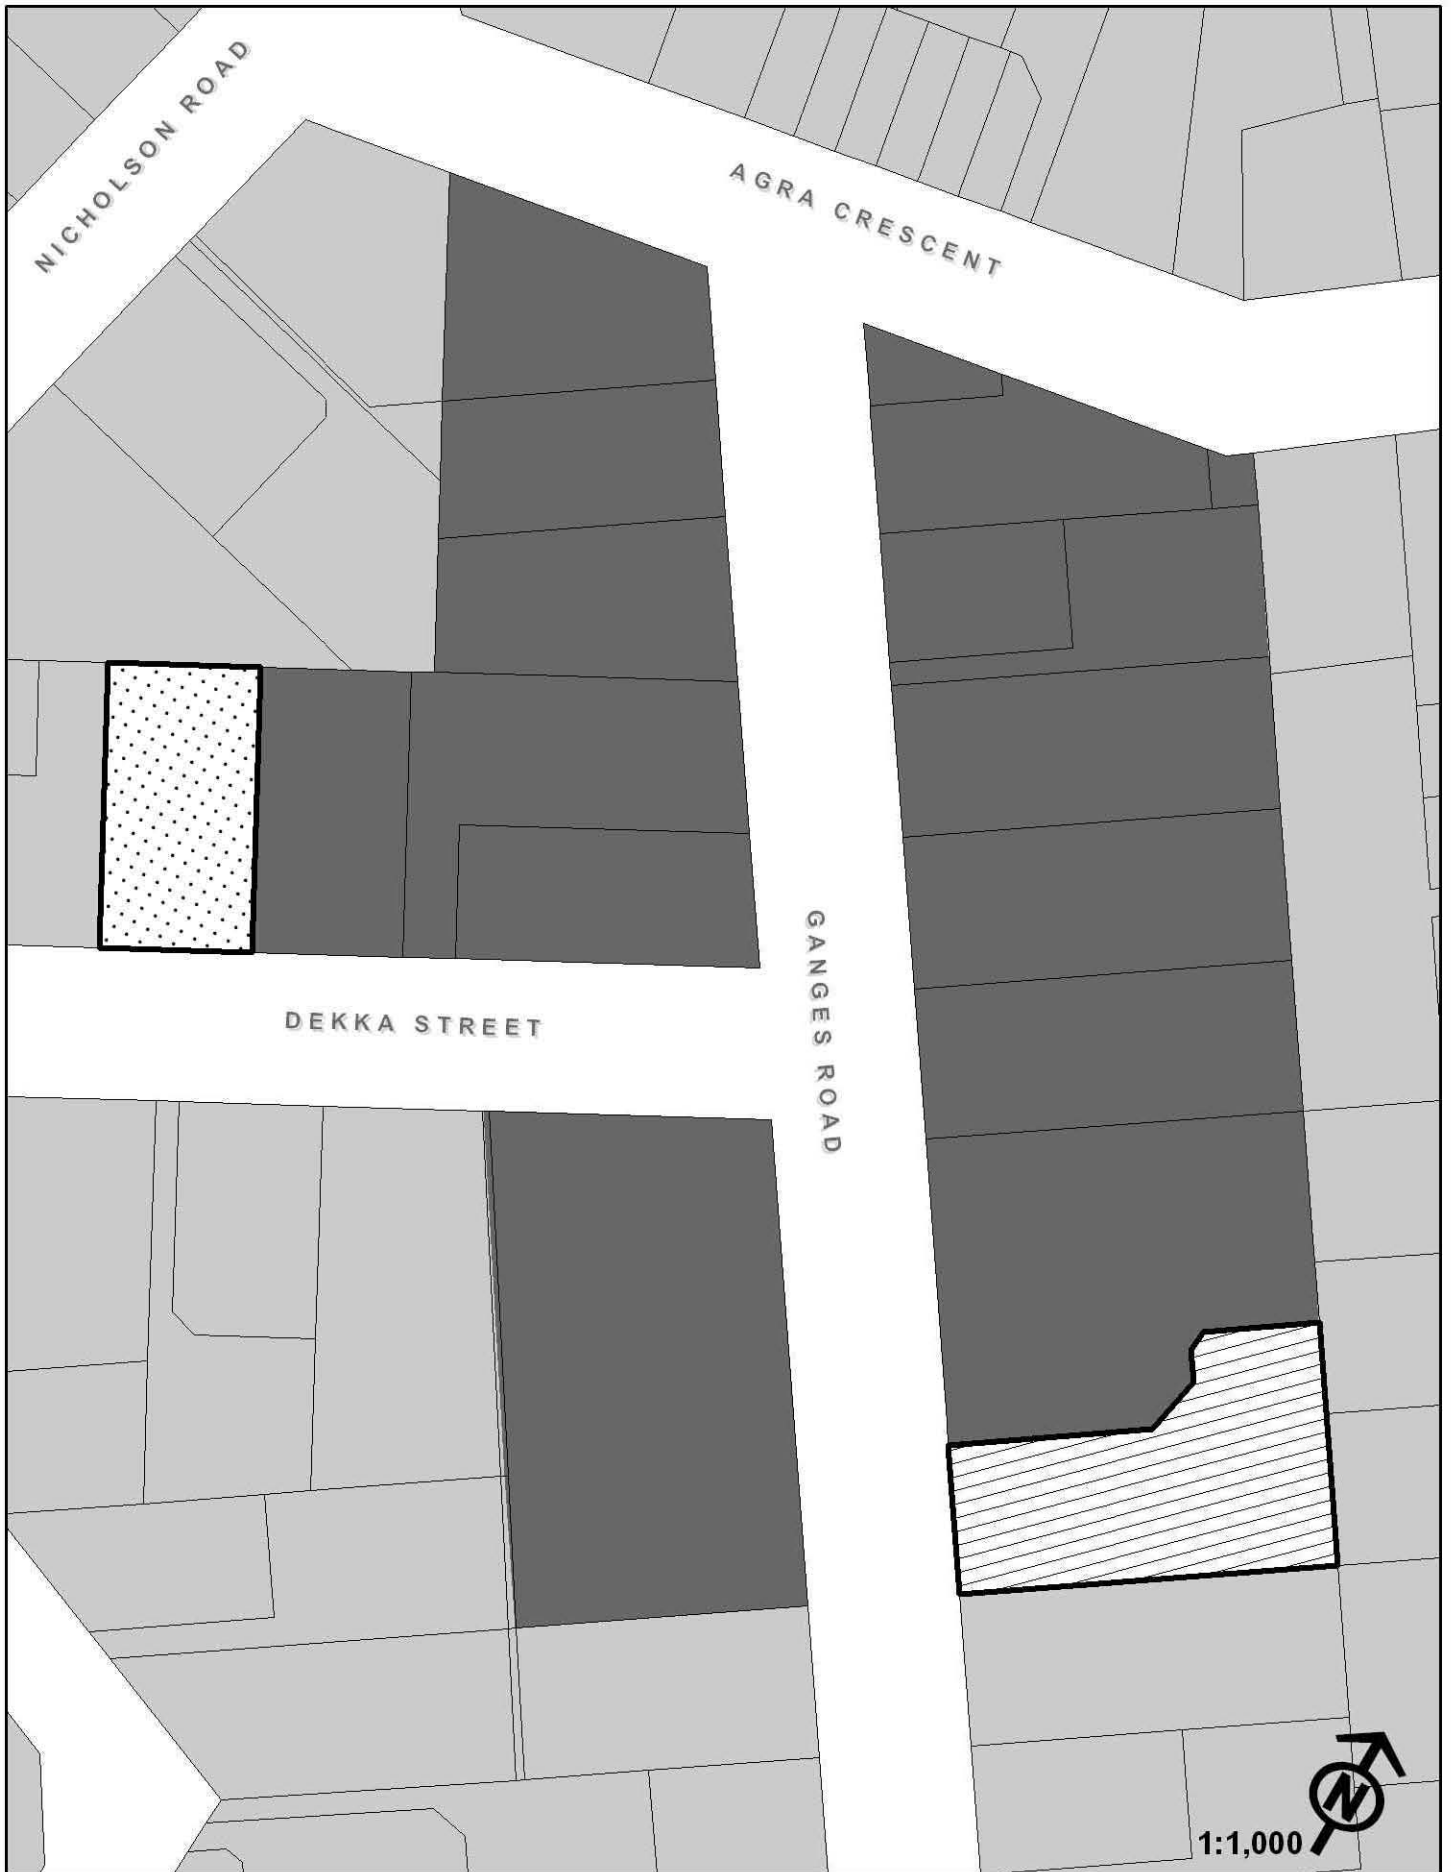 NICHOLSON ROAD
AGRA CRESCENT
GANGES ROAD
DEKKA STREET
N
1:1,000